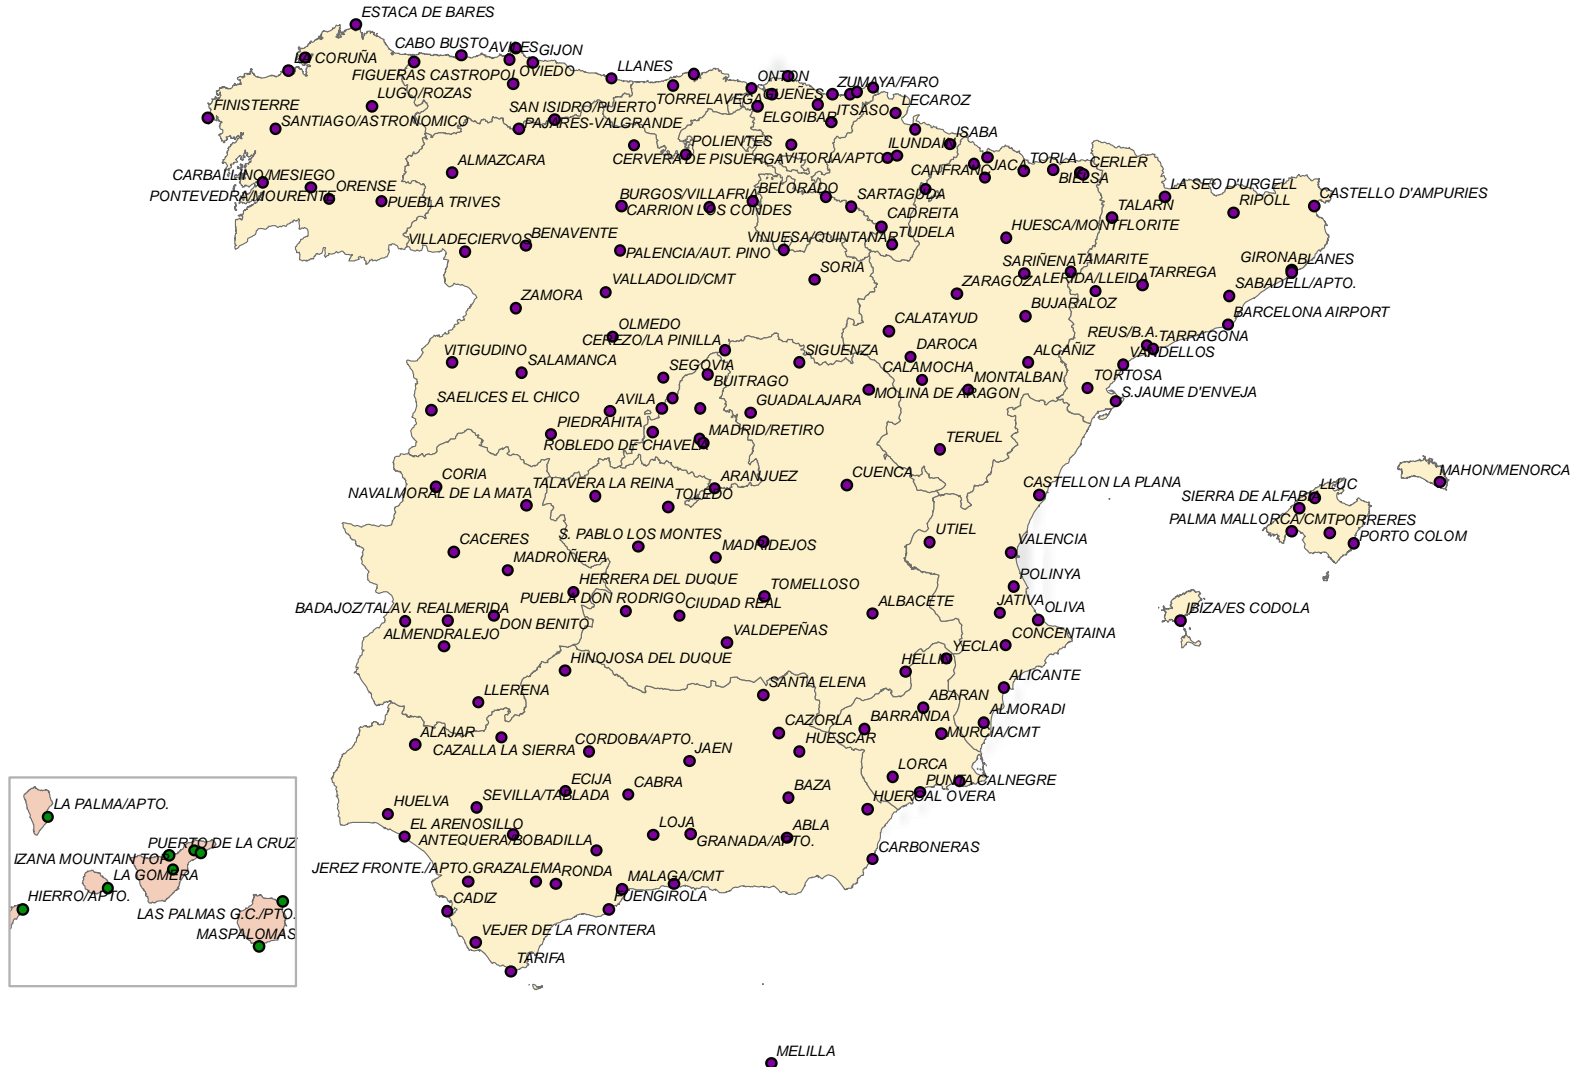 ESTACA DE BARES
CABO BUSTO
AVILES
GIJON
LA CORUÑA
FIGUERAS CASTROPOL
OVIEDO
LLANES
ONTON
ZUMAYA/FARO
LUGO/ROZAS
TORRELAVEGA
GUEÑES
LECAROZ
FINISTERRE
SAN ISIDRO/PUERTO
ELGOIBAR
ITSASO
SANTIAGO/ASTRONOMICO
PAJARES-VALGRANDE
ISABA
POLIENTES
ILUNDAIN
ALMAZCARA
CERVERA DE PISUERGA
VITORIA/APTO
CANFRANC
JACA
TORLA
CERLER
CARBALLINO/MESIEGO
BIELSA
ORENSE
BURGOS/VILLAFRIA
BELORADO
SARTAGUDA
LA SEO D'URGELL
CASTELLO D'AMPURIES
PONTEVEDRA/MOURENTE
PUEBLA TRIVES
CARRION LOS CONDES
CADREITA
TALARN
RIPOLL
VILLADECIERVOS
BENAVENTE
VINUESA/QUINTANAR
TUDELA
HUESCA/MONTFLORITE
PALENCIA/AUT. PINO
SORIA
SARIÑENA
TAMARITE
GIRONA
BLANES
VALLADOLID/CMT
ZARAGOZA
LERIDA/LLEIDA
TARREGA
SABADELL/APTO.
ZAMORA
BUJARALOZ
BARCELONA AIRPORT
OLMEDO
CALATAYUD
CEREZO/LA PINILLA
REUS/B.A.
TARRAGONA
VITIGUDINO
SALAMANCA
SIGUENZA
DAROCA
ALCAÑIZ
VANDELLOS
SEGOVIA
CALAMOCHA
MONTALBAN
BUITRAGO
TORTOSA
SAELICES EL CHICO
AVILA
GUADALAJARA
MOLINA DE ARAGON
S.JAUME D'ENVEJA
PIEDRAHITA
MADRID/RETIRO
ROBLEDO DE CHAVELA
TERUEL
CORIA
TALAVERA LA REINA
ARANJUEZ
CUENCA
MAHON/MENORCA
NAVALMORAL DE LA MATA
TOLEDO
CASTELLON LA PLANA
SIERRA DE ALFABIA
LLUC
PALMA MALLORCA/CMT
PORRERES
CACERES
S. PABLO LOS MONTES
MADRIDEJOS
UTIEL
VALENCIA
PORTO COLOM
MADROÑERA
POLINYA
HERRERA DEL DUQUE
TOMELLOSO
BADAJOZ/TALAV. REAL
MERIDA
PUEBLA DON RODRIGO
CIUDAD REAL
ALBACETE
JATIVA
OLIVA
IBIZA/ES CODOLA
ALMENDRALEJO
DON BENITO
VALDEPEÑAS
CONCENTAINA
HINOJOSA DEL DUQUE
HELLIN
YECLA
LLERENA
SANTA ELENA
ALICANTE
ABARAN
ALAJAR
CAZALLA LA SIERRA
CORDOBA/APTO.
CAZORLA
BARRANDA
ALMORADI
JAEN
HUESCAR
MURCIA/CMT
ECIJA
CABRA
BAZA
LORCA
PUNTA CALNEGRE
HUELVA
SEVILLA/TABLADA
HUERCAL OVERA
LA PALMA/APTO.
EL ARENOSILLO
LOJA
ABLA
ANTEQUERA/BOBADILLA
GRANADA/APTO.
PUERTO DE LA CRUZ
CARBONERAS
IZANA MOUNTAIN TOP
JEREZ FRONTE./APTO.
GRAZALEMA
RONDA
MALAGA/CMT
LA GOMERA
HIERRO/APTO.
CADIZ
FUENGIROLA
LAS PALMAS G.C./PTO.
MASPALOMAS
VEJER DE LA FRONTERA
TARIFA
MELILLA